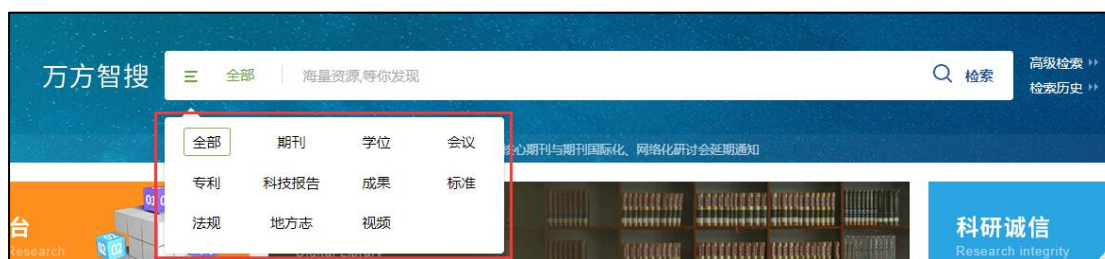 万方智搜
全部 海量资源,等你发现
检索
高级检索
检索历史
全部 期刊 学位 会议
心期刊与期刊国际化、网络化研讨会延期通知
专利 科技报告 成果 标准
法规 地方志 视频
台
Research
科研诚信
Research integrity